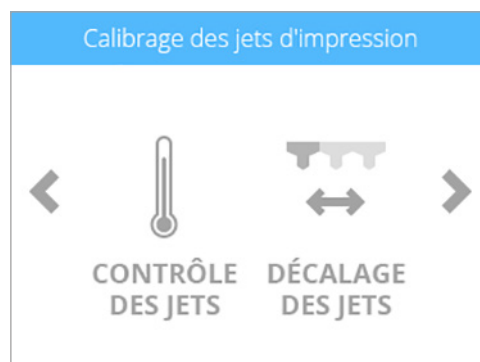 Calibrage des jets d'impression
CONTRÔLE
DES JETS
DÉCALAGE
DES JETS